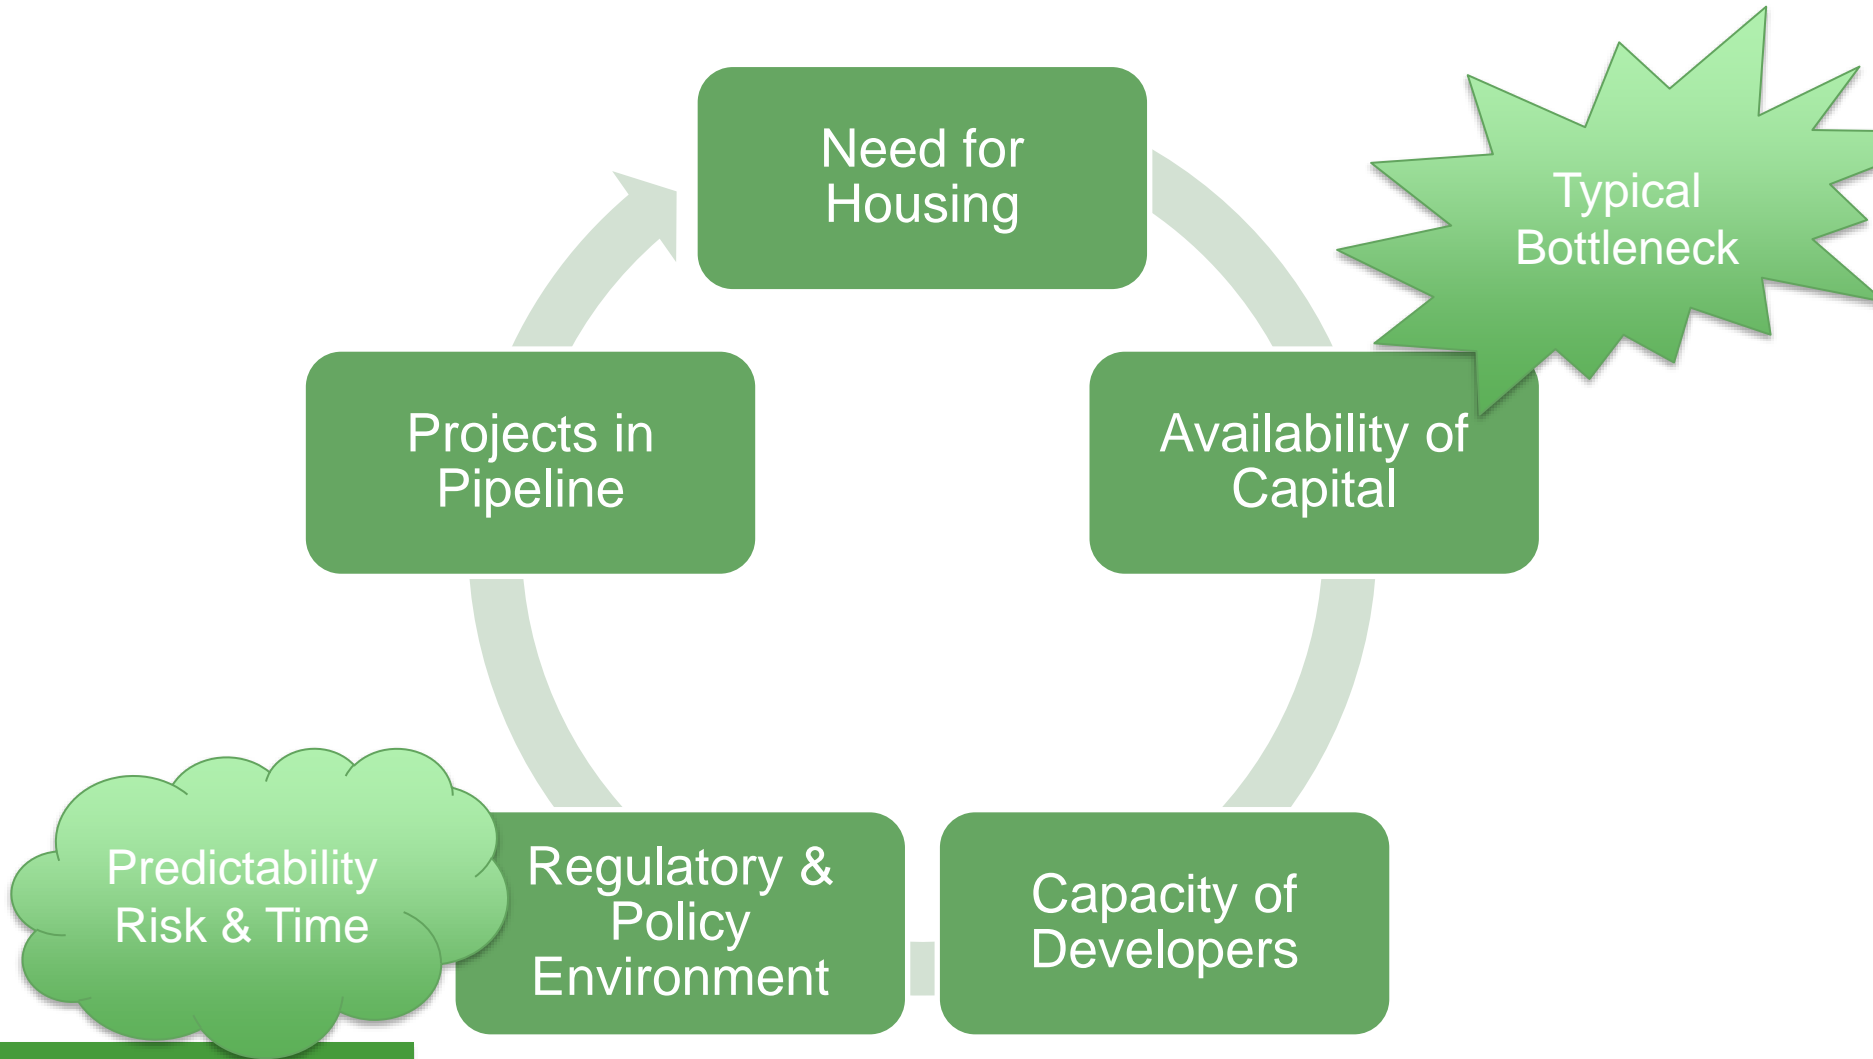 Need for
Housing
Typical
Bottleneck
Projects in
Pipeline
Availability of
Capital
Predictability
Risk & Time
Regulatory &
Policy
Environment
Capacity of
Developers